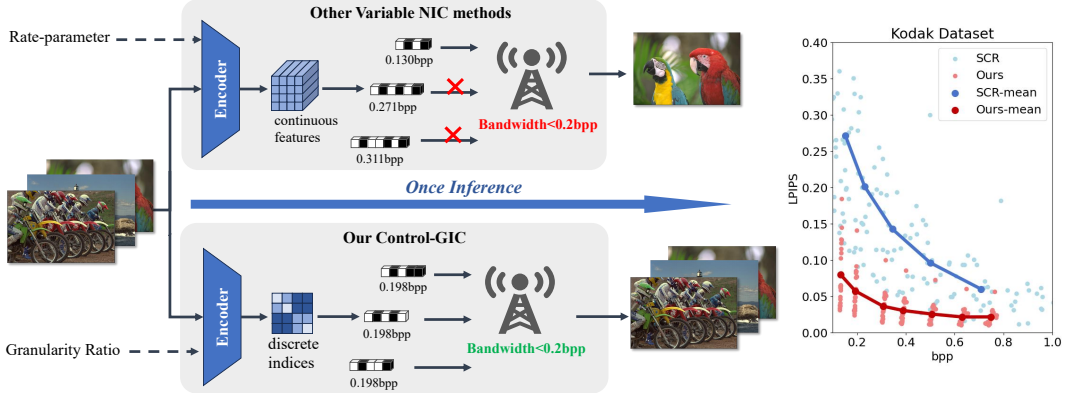 Other Variable NIC methods
Rate-parameter
Encoder
continuous
features
0.130bpp
0.271bpp
0.311bpp
Bandwidth<0.2bpp
Once Inference
Our Control-GIC
Granularity Ratio
Encoder
discrete
indices
0.198bpp
0.198bpp
0.198bpp
Bandwidth<0.2bpp
Kodak Dataset
SCR
Ours
SCR-mean
Ours-mean
LPIPS
0.40
0.35
0.30
0.25
0.20
0.15
0.10
0.05
0.00
0.2
0.4
0.6
0.8
1.0
bpp